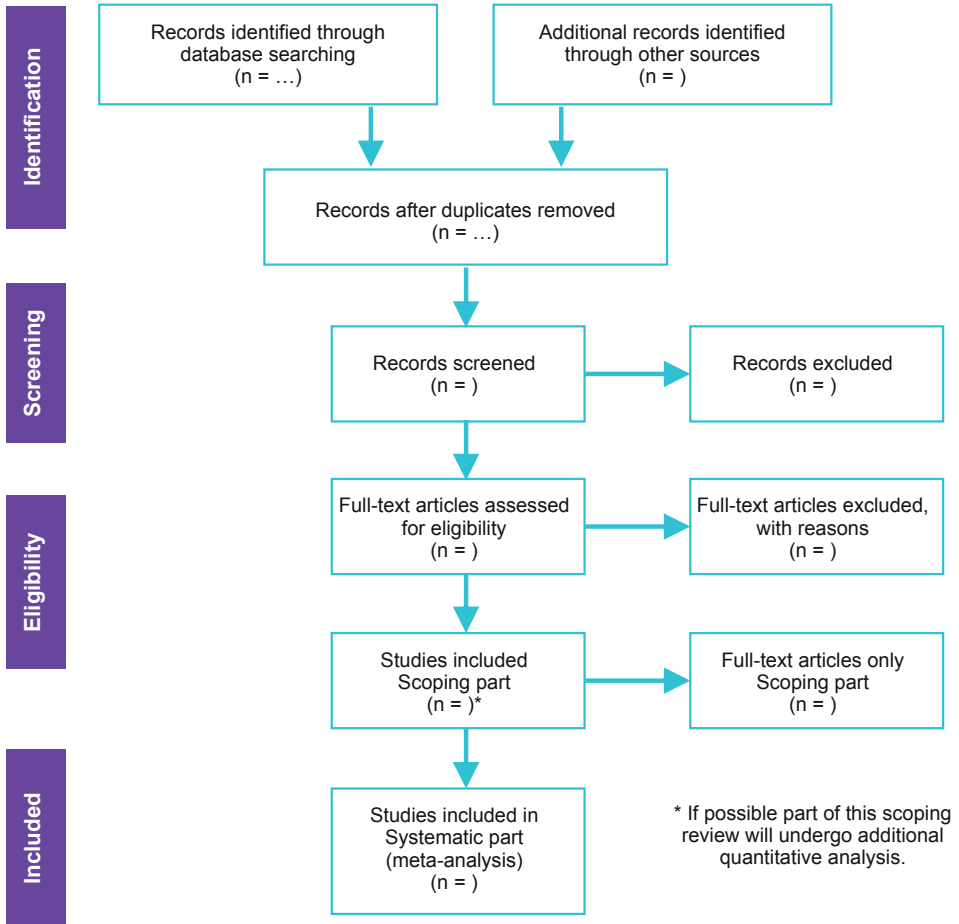 Identification
Records identified through
database searching
(n = …)
Additional records identified
through other sources
(n = )
Records after duplicates removed
(n = …)
Screening
Records screened
(n = )
Records excluded
(n = )
Eligibility
Full-text articles assessed
for eligibility
(n = )
Full-text articles excluded,
with reasons
(n = )
Studies included
Scoping part
(n = )*
Full-text articles only
Scoping part
(n = )
Included
Studies included in
Systematic part
(meta-analysis)
(n = )
* If possible part of this scoping
review will undergo additional
quantitative analysis.